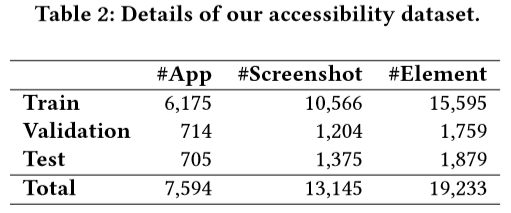 Table 2: Details of our accessibility dataset.
#App #Screenshot #Element
Train 6,175 10,566 15,595
Validation 714 1,204 1,759
Test 705 1,375 1,879
Total 7,594 13,145 19,233